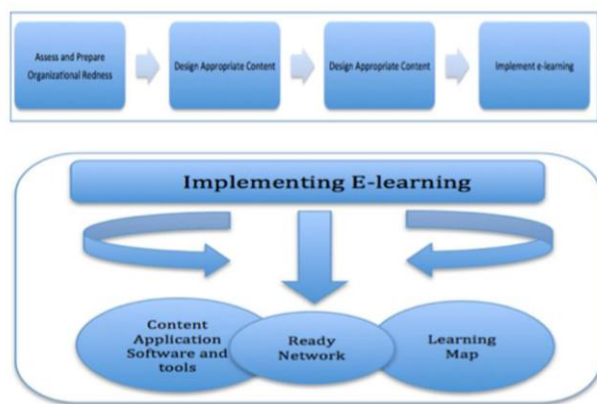 Assess and Prepare
Organizational Redness
Design Appropriate Content
Design Appropriate Content
Implement e-learning
Implementing E-learning
Content
Application
Software and
tools
Ready
Network
Learning
Map